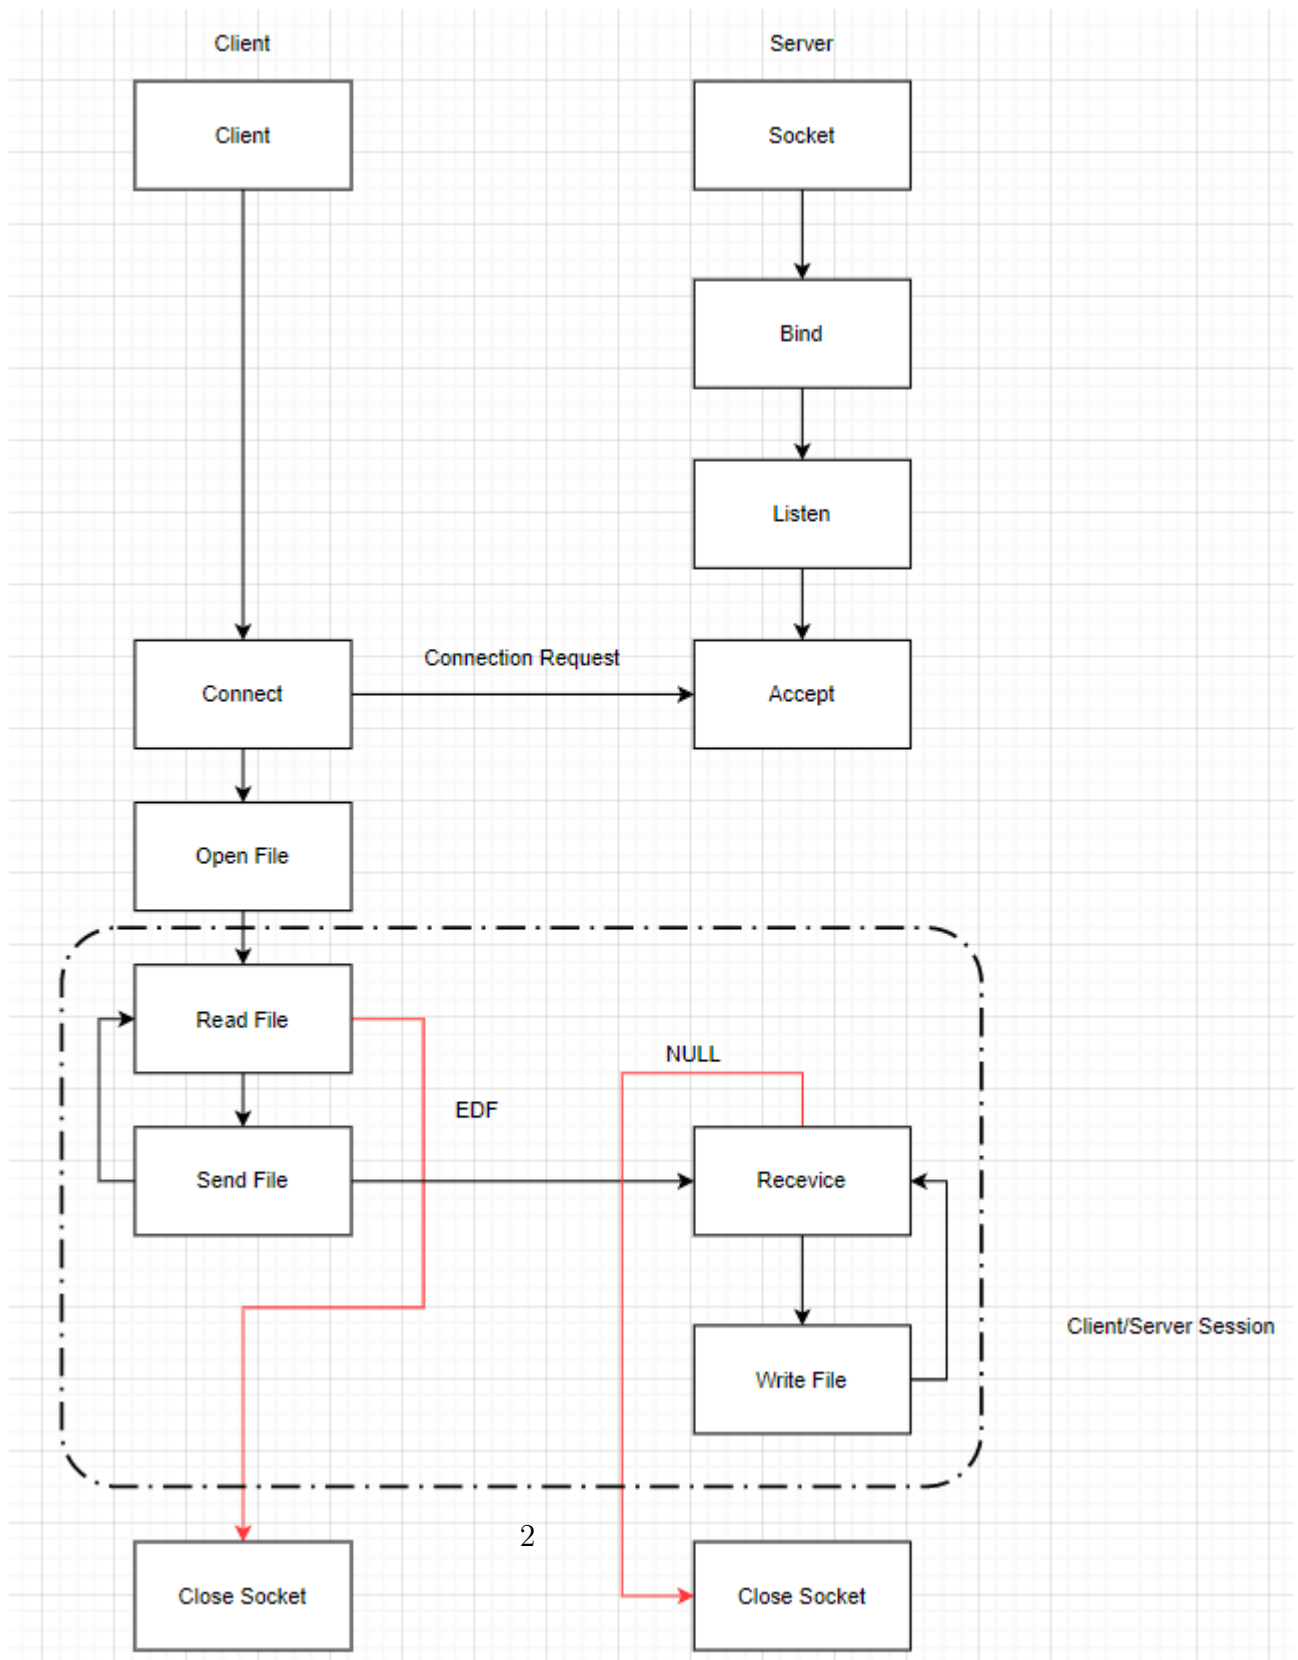 Client
Server
Client
Socket
Bind
Listen
Connection Request
Connect
Accept
Open File
Read File
NULL
EDF
Send File
Recevice
Client/Server Session
Write File
2
Close Socket
Close Socket